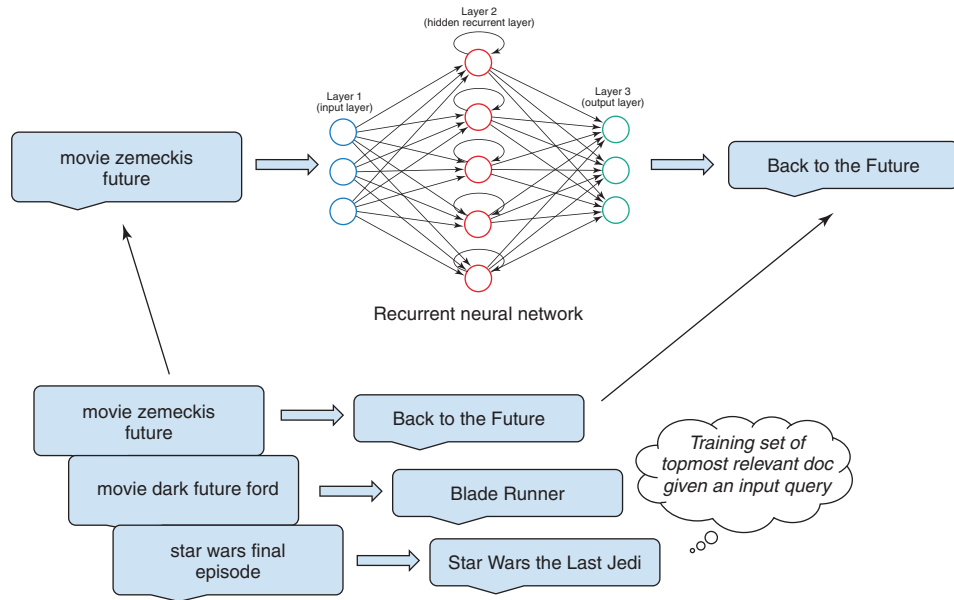 Layer 2
(hidden recurrent layer)
Layer 1
(input layer)
Layer 3
(output layer)
movie zemeckis
future
Back to the Future
Recurrent neural network
movie zemeckis
future
Back to the Future
Training set of
topmost relevant doc
given an input query
movie dark future ford
Blade Runner
star wars final
episode
Star Wars the Last Jedi